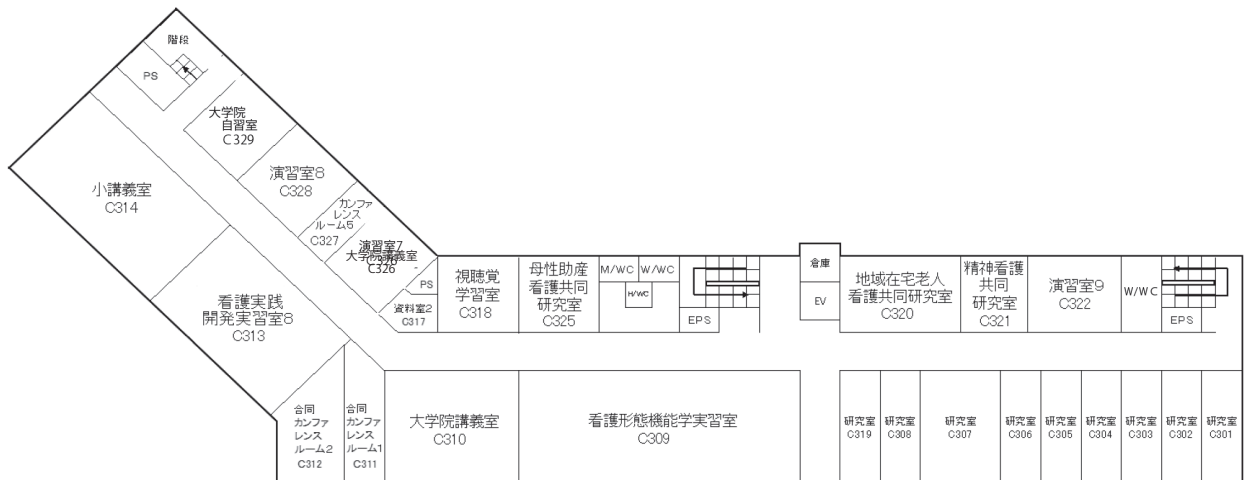 階段
PS
大学院
自習室
C329
小講義室
C314
演習室8
C328
カンファ
レンス
ルーム5
C327
演習室7
大学院講義室
C326
PS
資料室2
C317
視聴覚
学習室
C318
母性助産
看護共同
研究室
C325
M/WC
W/WC
H/WC
EPS
倉庫
EV
地域在宅老人
看護共同研究室
C320
精神看護
共同
研究室
C321
演習室9
C322
W/WC
EPS
看護実践
開発実習室8
C313
合同
カンファ
レンス
ルーム2
C312
合同
カンファ
レンス
ルーム1
C311
大学院講義室
C310
看護形態機能学実習室
C309
研究室
C319
研究室
C308
研究室
C307
研究室
C306
研究室
C305
研究室
C304
研究室
C303
研究室
C302
研究室
C301